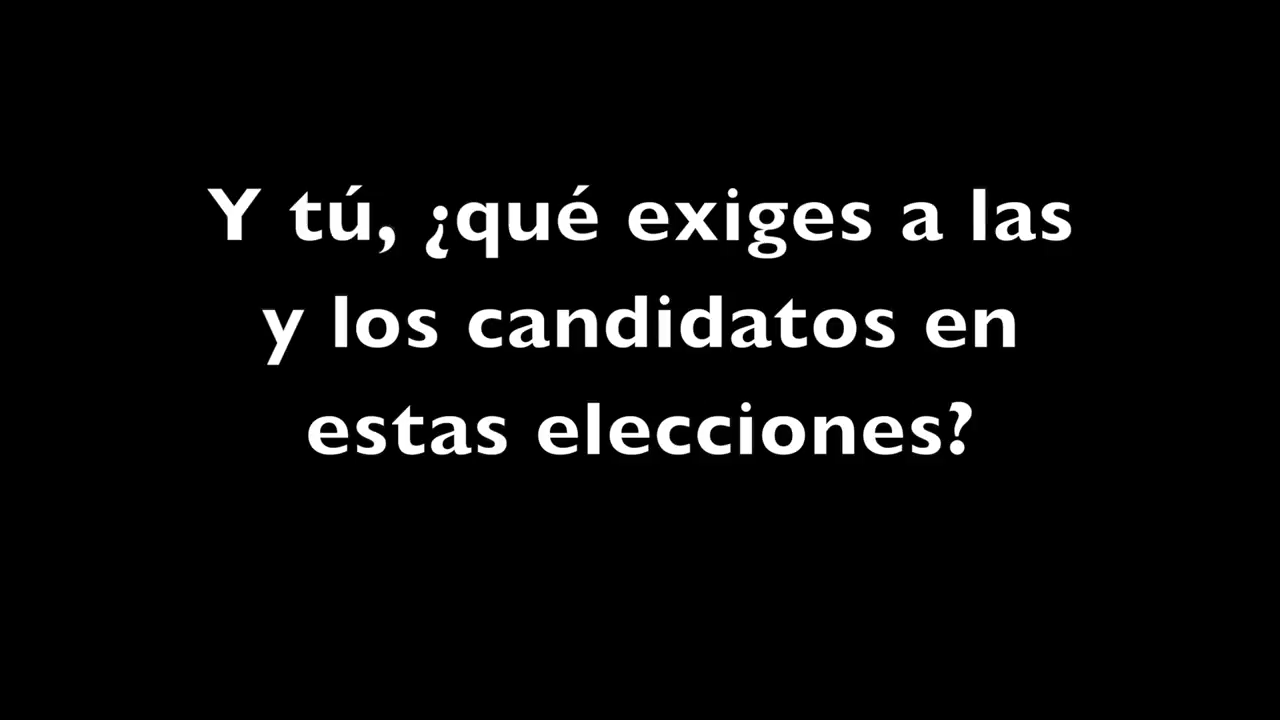 Y tú, ¿qué exiges a las
y los candidatos en
estas elecciones?